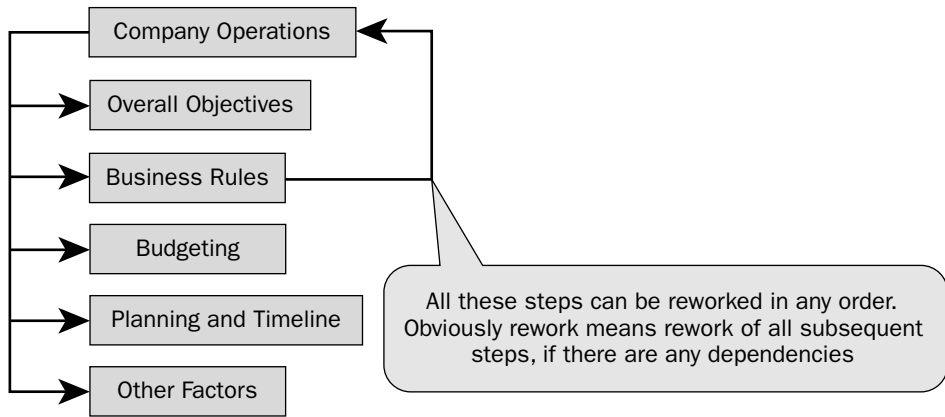 Company Operations
Overall Objectives
Business Rules
Budgeting
Planning and Timeline
Other Factors
All these steps can be reworked in any order.
Obviously rework means rework of all subsequent
steps, if there are any dependencies